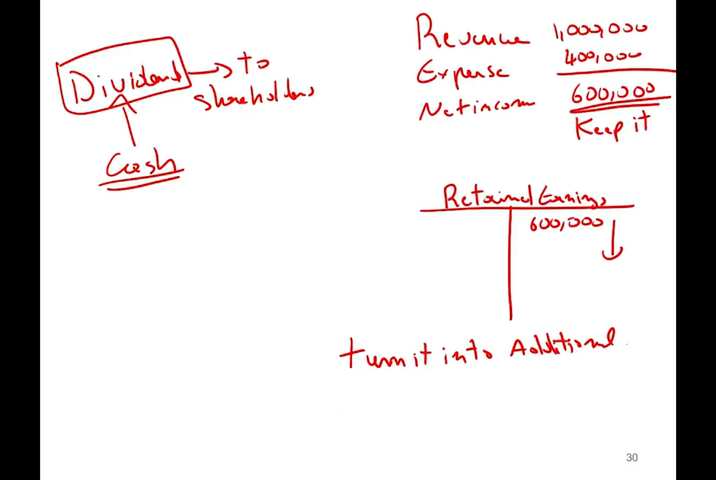 Dividend → to
shareholders
Cash
Revenue 1,000,000
Expense 400,000
Net income 600,000
Keep it
Retained Earnings
600,000
turn it into Additional
30